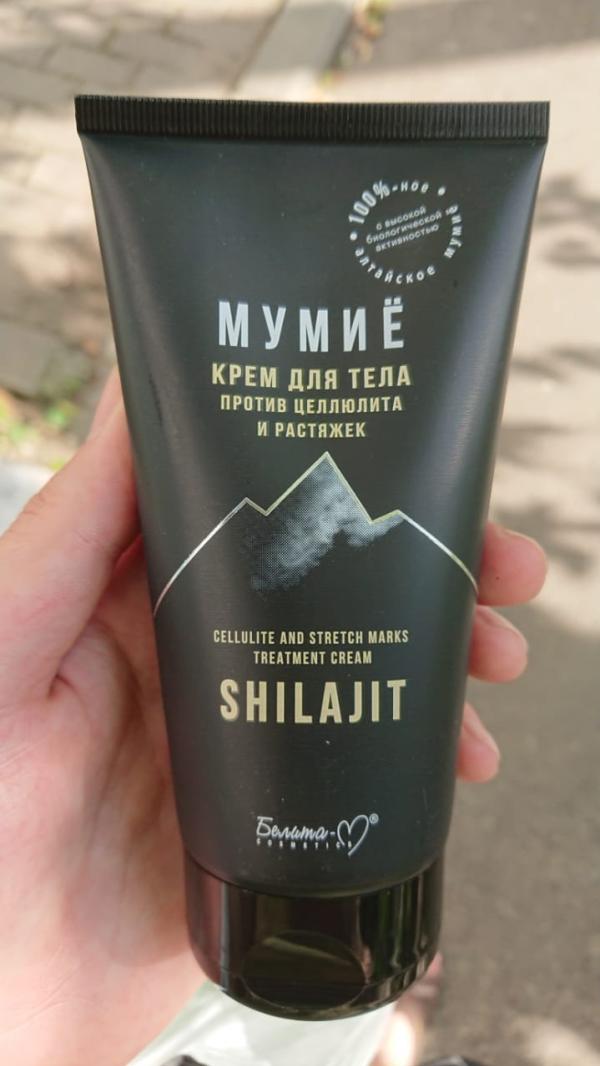 100%-ное
алтайское мумиё
с высокой
биологической
активностью
МУМИЁ
КРЕМ ДЛЯ ТЕЛА
ПРОТИВ ЦЕЛЛЮЛИТА
И РАСТЯЖЕК
CELLULITE AND STRETCH MARKS
TREATMENT CREAM
SHILAJIT
Белита-М®
COSMETICS